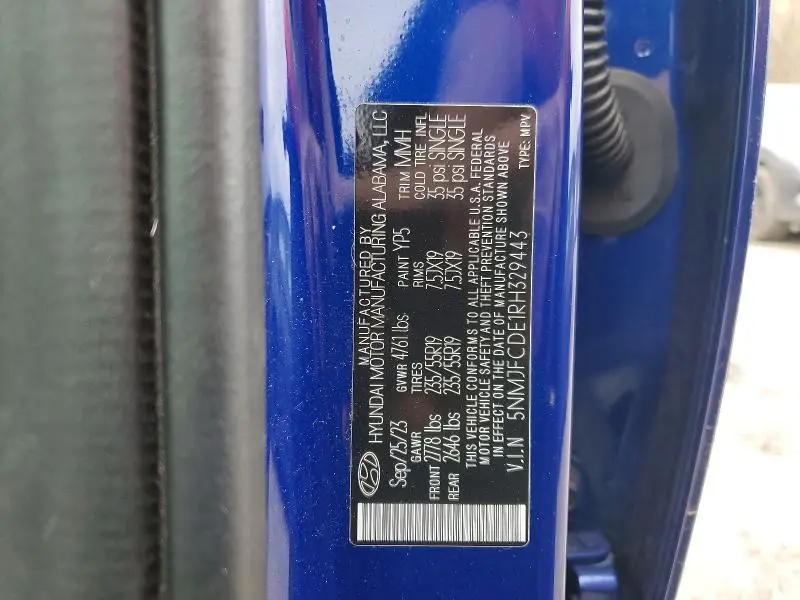 MANUFACTURED BY
HYUNDAI MOTOR MANUFACTURING ALABAMA, LLC
Sep/25/23 GVWR 4761 lbs PAINT YP5 TRIM MMH
GAWR TIRES RIMS COLD TIRE INFL.
FRONT 2778 lbs 235/55R19 7.5JX19 35 psi SINGLE
REAR 2646 lbs 235/55R19 7.5JX19 35 psi SINGLE
THIS VEHICLE CONFORMS TO ALL APPLICABLE U.S.A. FEDERAL
MOTOR VEHICLE SAFETY AND THEFT PREVENTION STANDARDS
IN EFFECT ON THE DATE OF MANUFACTURE SHOWN ABOVE
V.I.N 5NMJFCDE1RH329443 TYPE: MPV